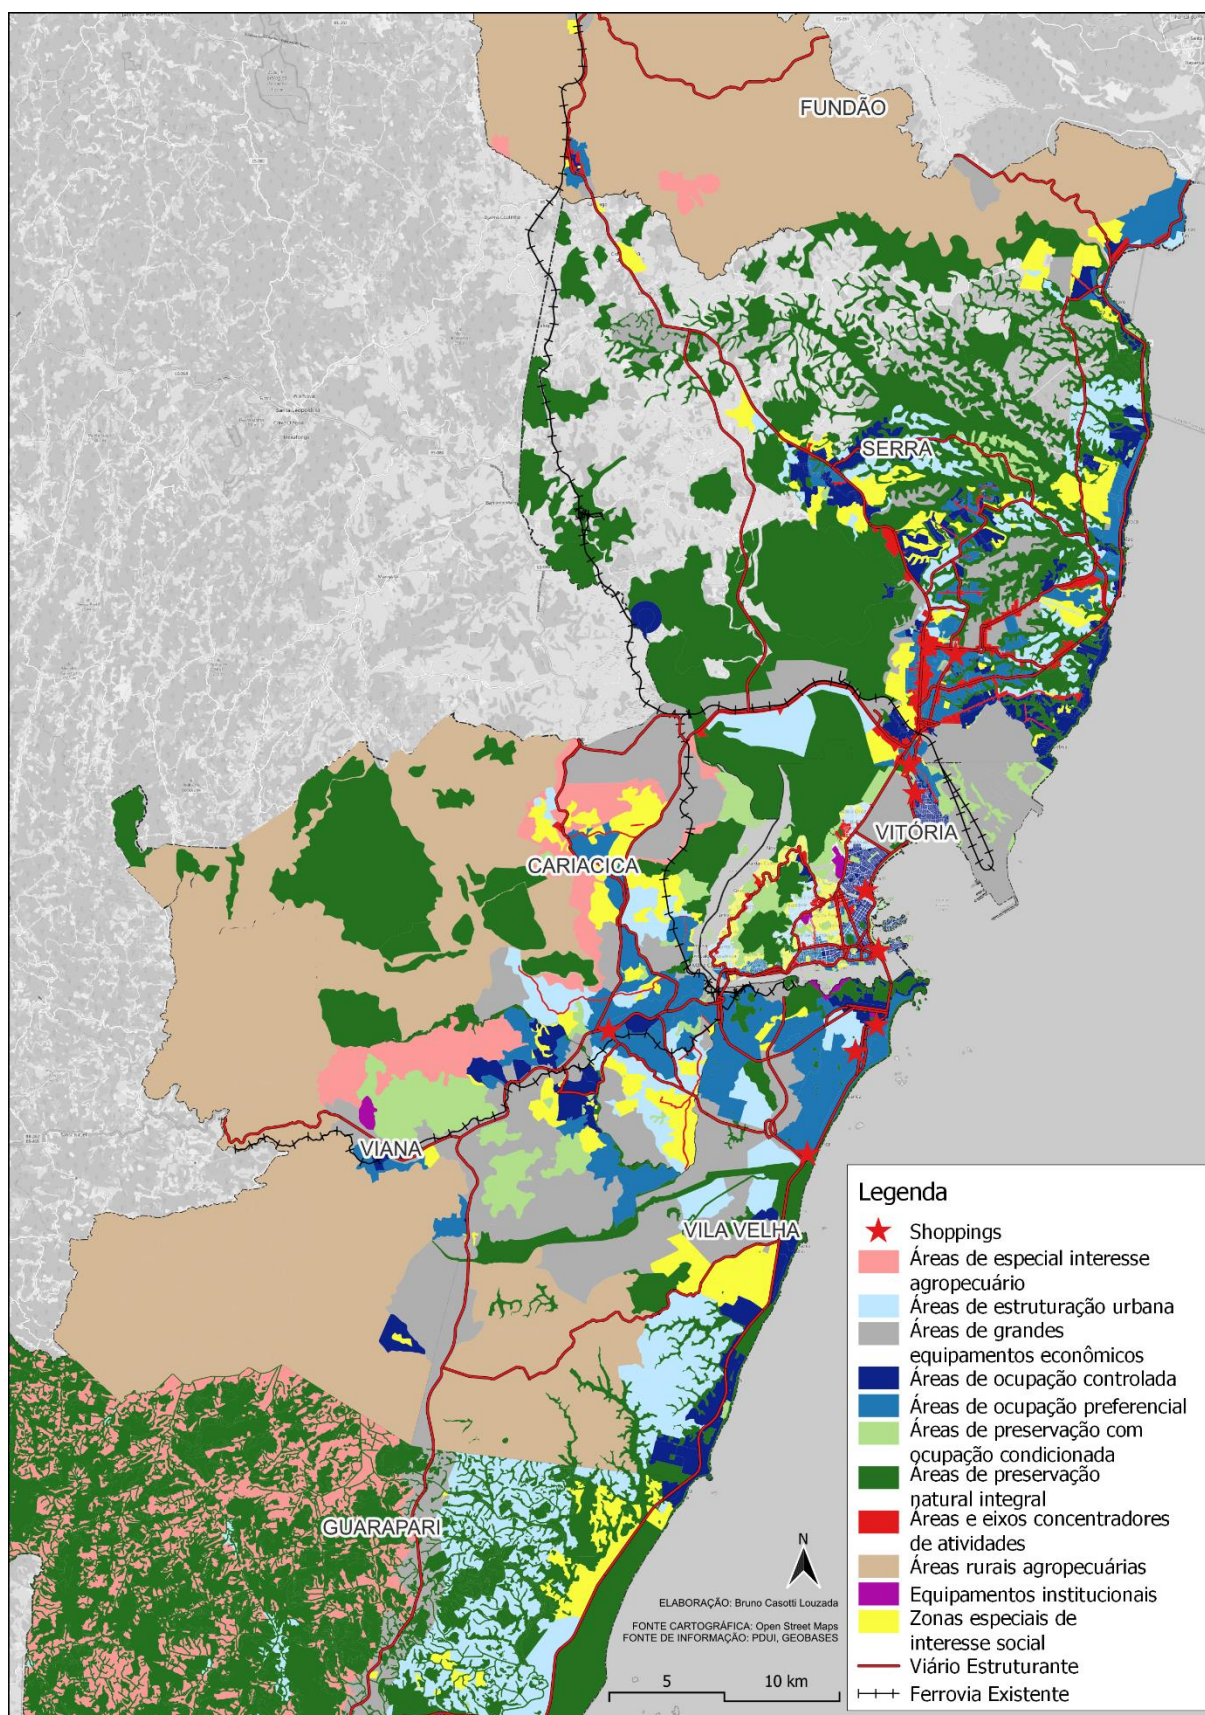 FUNDÃO
SERRA
VITÓRIA
CARIACICA
VIANA
VILA VELHA
GUARAPARI
Legenda
Shoppings
Áreas de especial interesse
agropecuário
Áreas de estruturação urbana
Áreas de grandes
equipamentos econômicos
Áreas de ocupação controlada
Áreas de ocupação preferencial
Áreas de preservação com
ocupação condicionada
Áreas de preservação
natural integral
Áreas e eixos concentradores
de atividades
Áreas rurais agropecuárias
Equipamentos institucionais
Zonas especiais de
interesse social
Viário Estruturante
Ferrovia Existente
N
ELABORAÇÃO: Bruno Casotti Louzada
FONTE CARTOGRÁFICA: Open Street Maps
FONTE DE INFORMAÇÃO: PDUI, GEOBASES
5 10 km